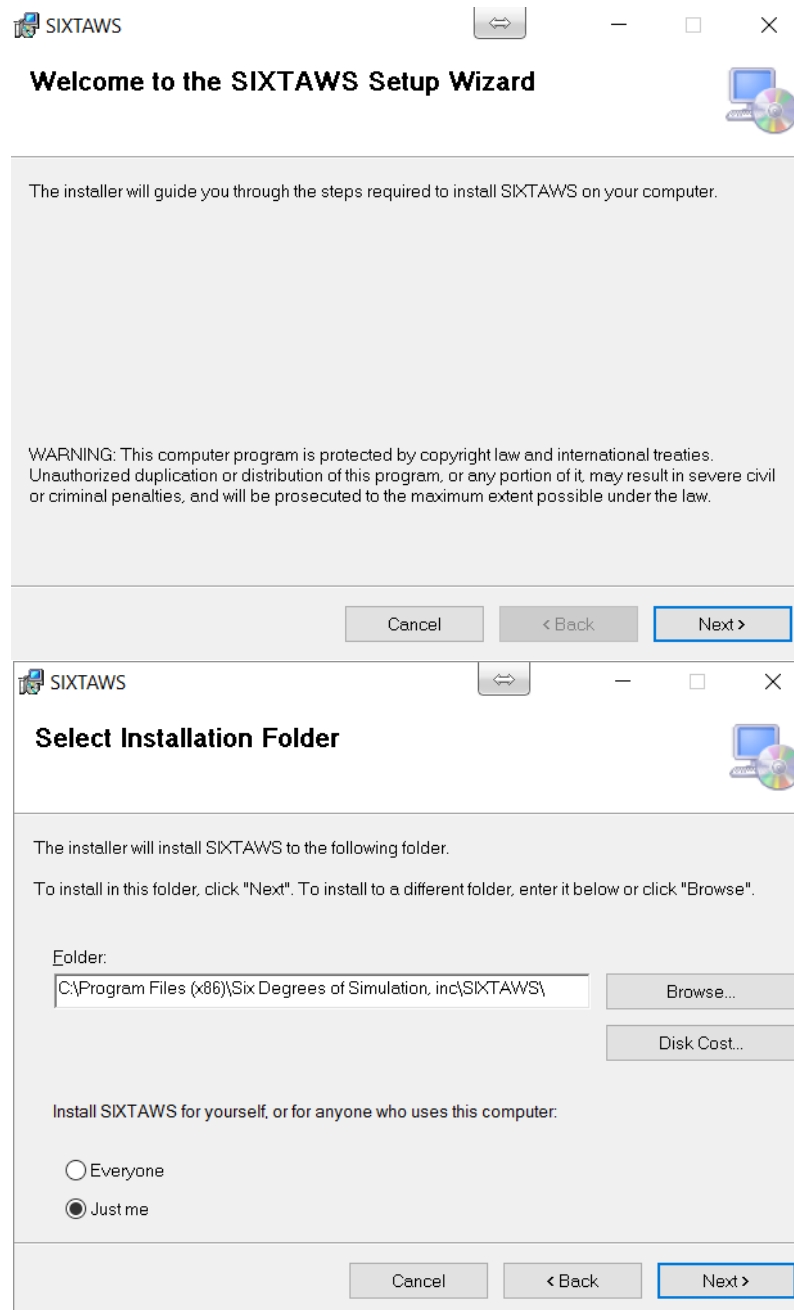 SIXTAWS
Welcome to the SIXTAWS Setup Wizard
The installer will guide you through the steps required to install SIXTAWS on your computer.
WARNING: This computer program is protected by copyright law and international treaties.
Unauthorized duplication or distribution of this program, or any portion of it, may result in severe civil
or criminal penalties, and will be prosecuted to the maximum extent possible under the law.
Cancel < Back Next >
SIXTAWS
Select Installation Folder
The installer will install SIXTAWS to the following folder.
To install in this folder, click "Next". To install to a different folder, enter it below or click "Browse".
Folder:
C:\Program Files (x86)\Six Degrees of Simulation, inc\SIXTAWS\ Browse...
Disk Cost...
Install SIXTAWS for yourself, or for anyone who uses this computer:
Everyone
Just me
Cancel < Back Next >